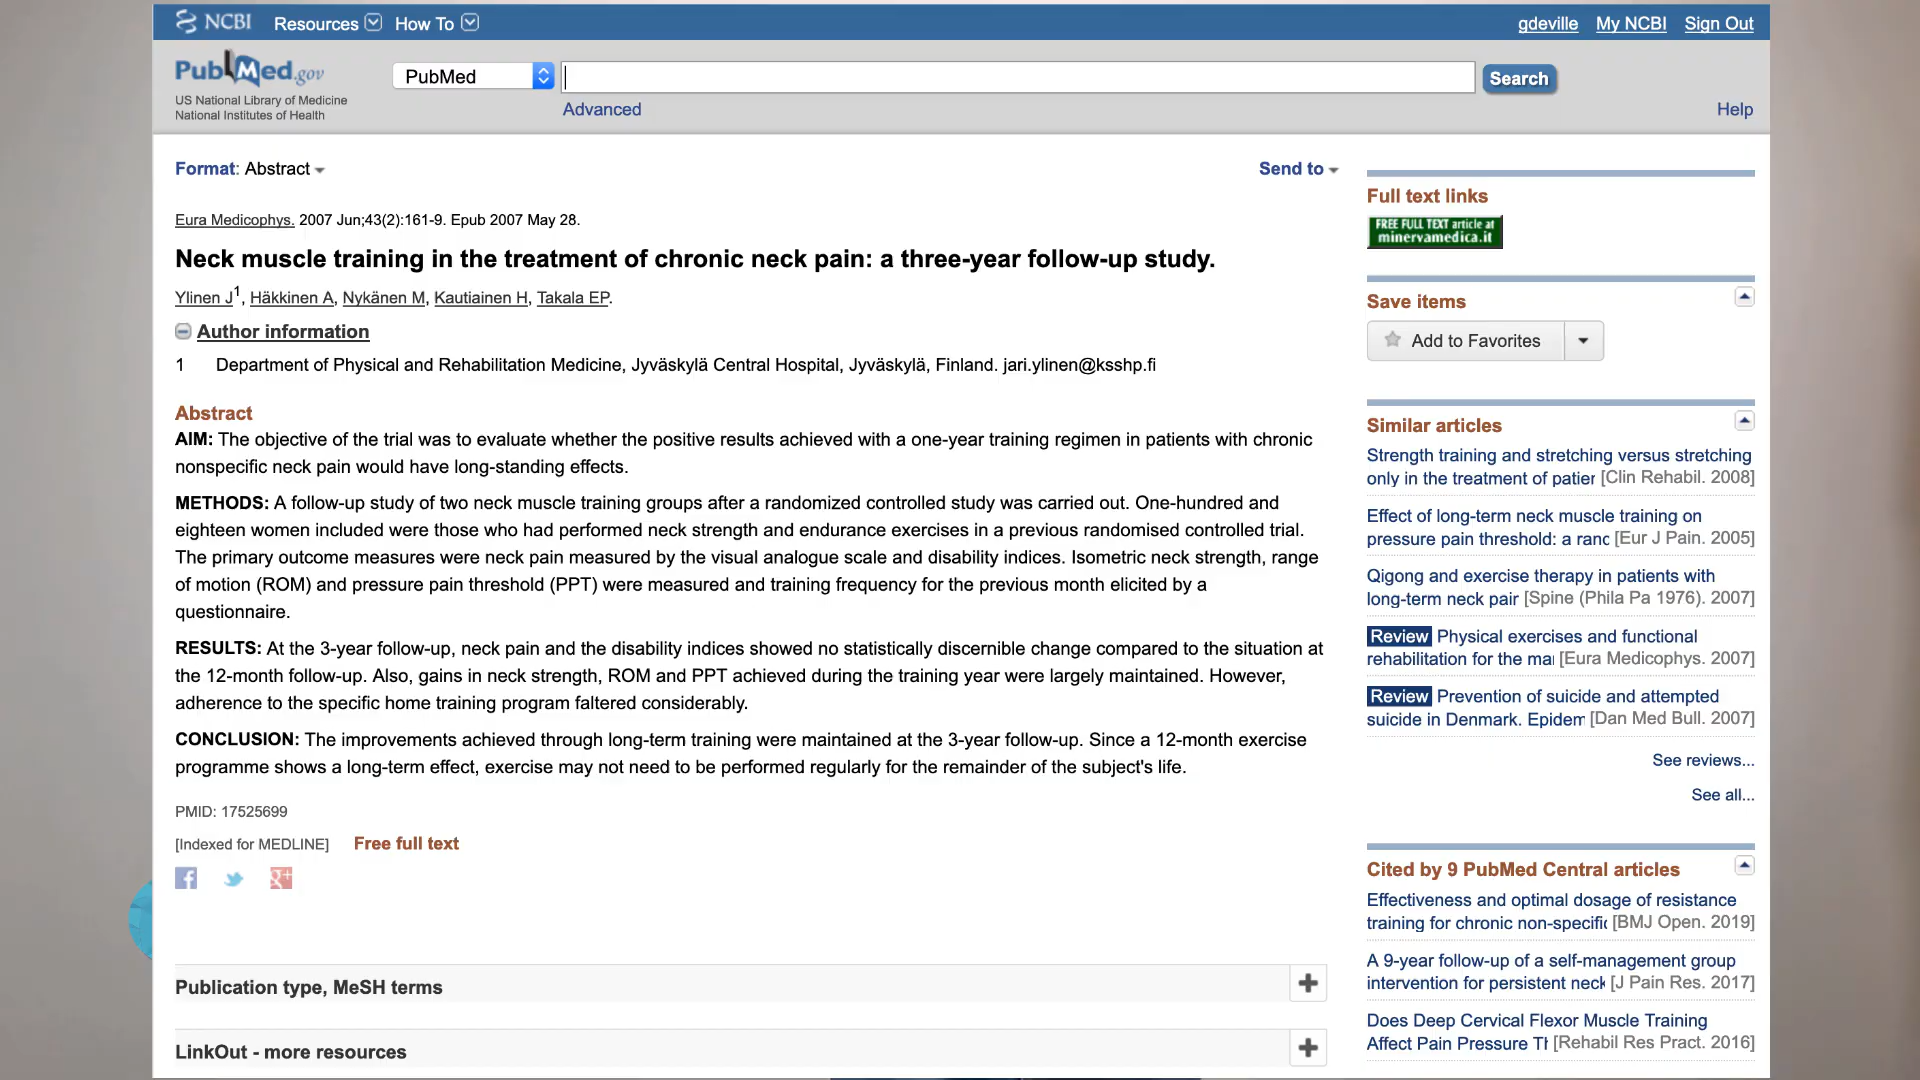 NCBI Resources How To gdeville My NCBI Sign Out
PubMed.gov
US National Library of Medicine
National Institutes of Health
PubMed
Search
Advanced
Help
Format: Abstract
Send to
Eura Medicophys. 2007 Jun;43(2):161-9. Epub 2007 May 28.
Neck muscle training in the treatment of chronic neck pain: a three-year follow-up study.
Ylinen J1, Häkkinen A, Nykänen M, Kautiainen H, Takala EP.
Author information
1 Department of Physical and Rehabilitation Medicine, Jyväskylä Central Hospital, Jyväskylä, Finland. jari.ylinen@ksshp.fi
Abstract
AIM: The objective of the trial was to evaluate whether the positive results achieved with a one-year training regimen in patients with chronic
nonspecific neck pain would have long-standing effects.
METHODS: A follow-up study of two neck muscle training groups after a randomized controlled study was carried out. One-hundred and
eighteen women included were those who had performed neck strength and endurance exercises in a previous randomised controlled trial.
The primary outcome measures were neck pain measured by the visual analogue scale and disability indices. Isometric neck strength, range
of motion (ROM) and pressure pain threshold (PPT) were measured and training frequency for the previous month elicited by a
questionnaire.
RESULTS: At the 3-year follow-up, neck pain and the disability indices showed no statistically discernible change compared to the situation at
the 12-month follow-up. Also, gains in neck strength, ROM and PPT achieved during the training year were largely maintained. However,
adherence to the specific home training program faltered considerably.
CONCLUSION: The improvements achieved through long-term training were maintained at the 3-year follow-up. Since a 12-month exercise
programme shows a long-term effect, exercise may not need to be performed regularly for the remainder of the subject's life.
PMID: 17525699
[Indexed for MEDLINE] Free full text
Publication type, MeSH terms
LinkOut - more resources
Full text links
FREE FULL TEXT article at
minervamedica.it
Save items
Add to Favorites
Similar articles
Strength training and stretching versus stretching
only in the treatment of patier [Clin Rehabil. 2008]
Effect of long-term neck muscle training on
pressure pain threshold: a ranc [Eur J Pain. 2005]
Qigong and exercise therapy in patients with
long-term neck pain [Spine (Phila Pa 1976). 2007]
Review Physical exercises and functional
rehabilitation for the ma [Eura Medicophys. 2007]
Review Prevention of suicide and attempted
suicide in Denmark. Epidem [Dan Med Bull. 2007]
See reviews...
See all...
Cited by 9 PubMed Central articles
Effectiveness and optimal dosage of resistance
training for chronic non-specific [BMJ Open. 2019]
A 9-year follow-up of a self-management group
intervention for persistent neck [J Pain Res. 2017]
Does Deep Cervical Flexor Muscle Training
Affect Pain Pressure Th [Rehabil Res Pract. 2016]